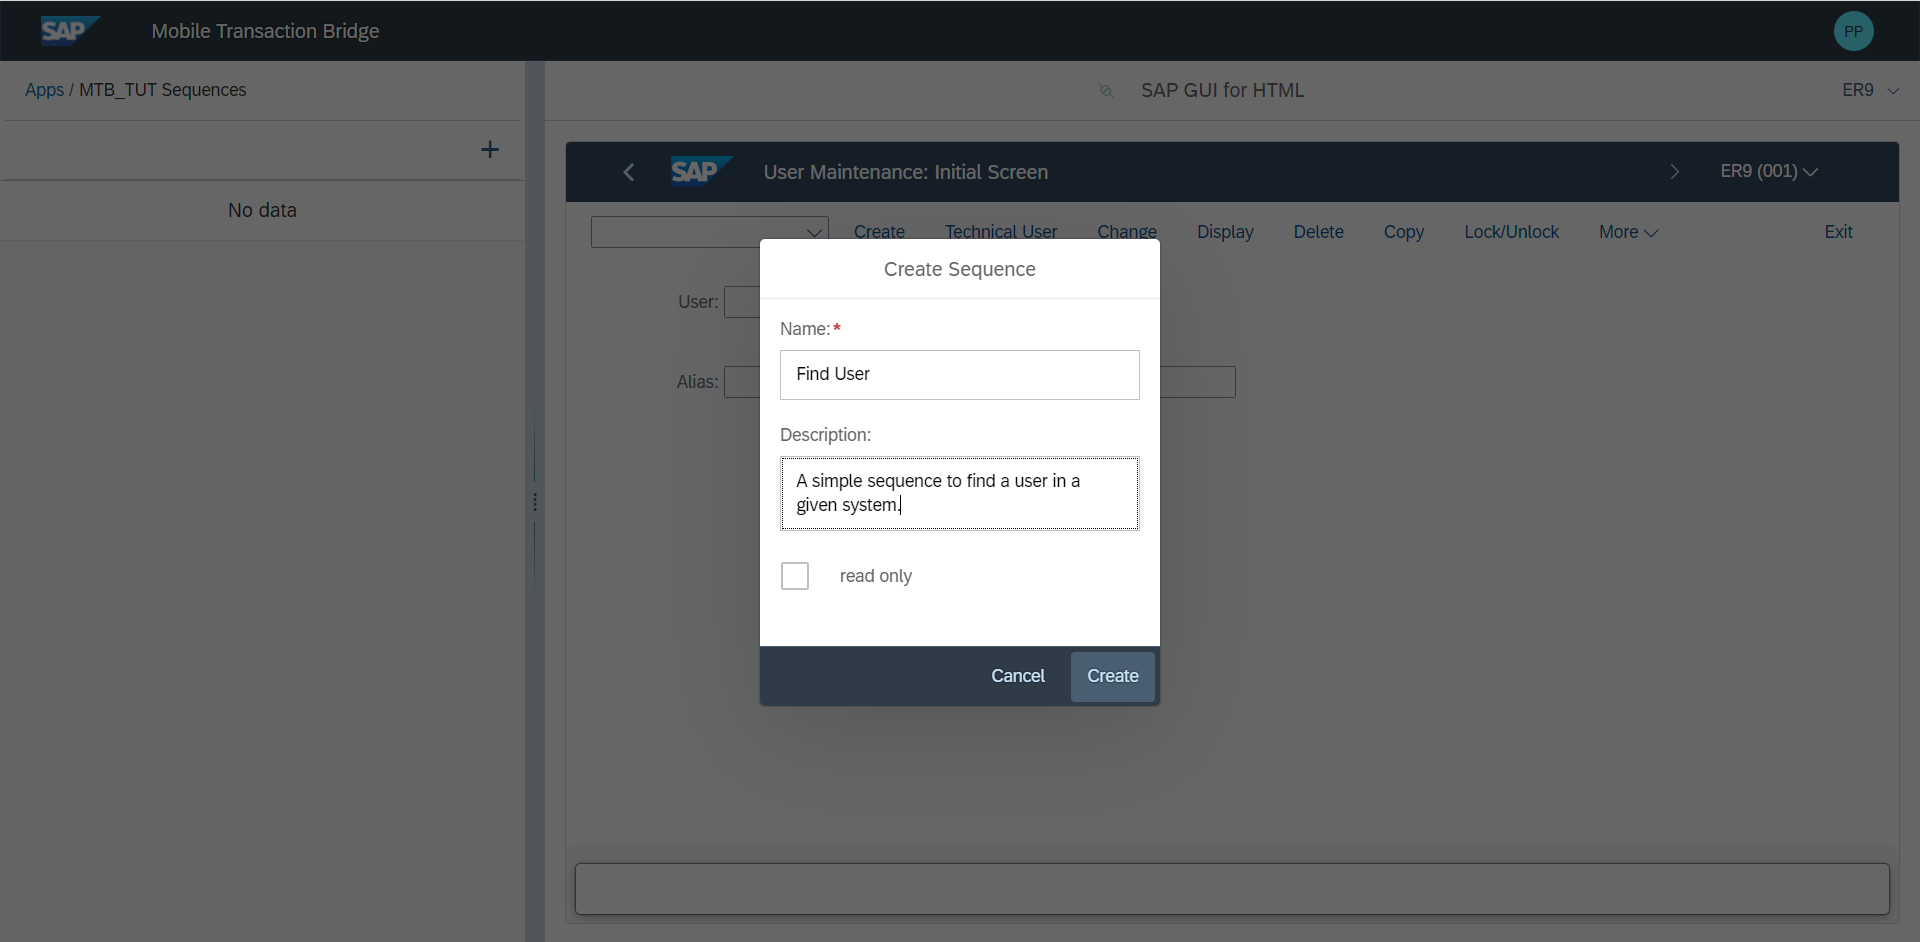 SAP
Mobile Transaction Bridge
PP
Apps / MTB_TUT Sequences
SAP GUI for HTML
ER9
No data
SAP
User Maintenance: Initial Screen
ER9 (001)
Create
Technical User
Change
Display
Delete
Copy
Lock/Unlock
More
Exit
User:
Alias:
Create Sequence
Name:*
Find User
Description:
A simple sequence to find a user in a
given system.
read only
Cancel
Create